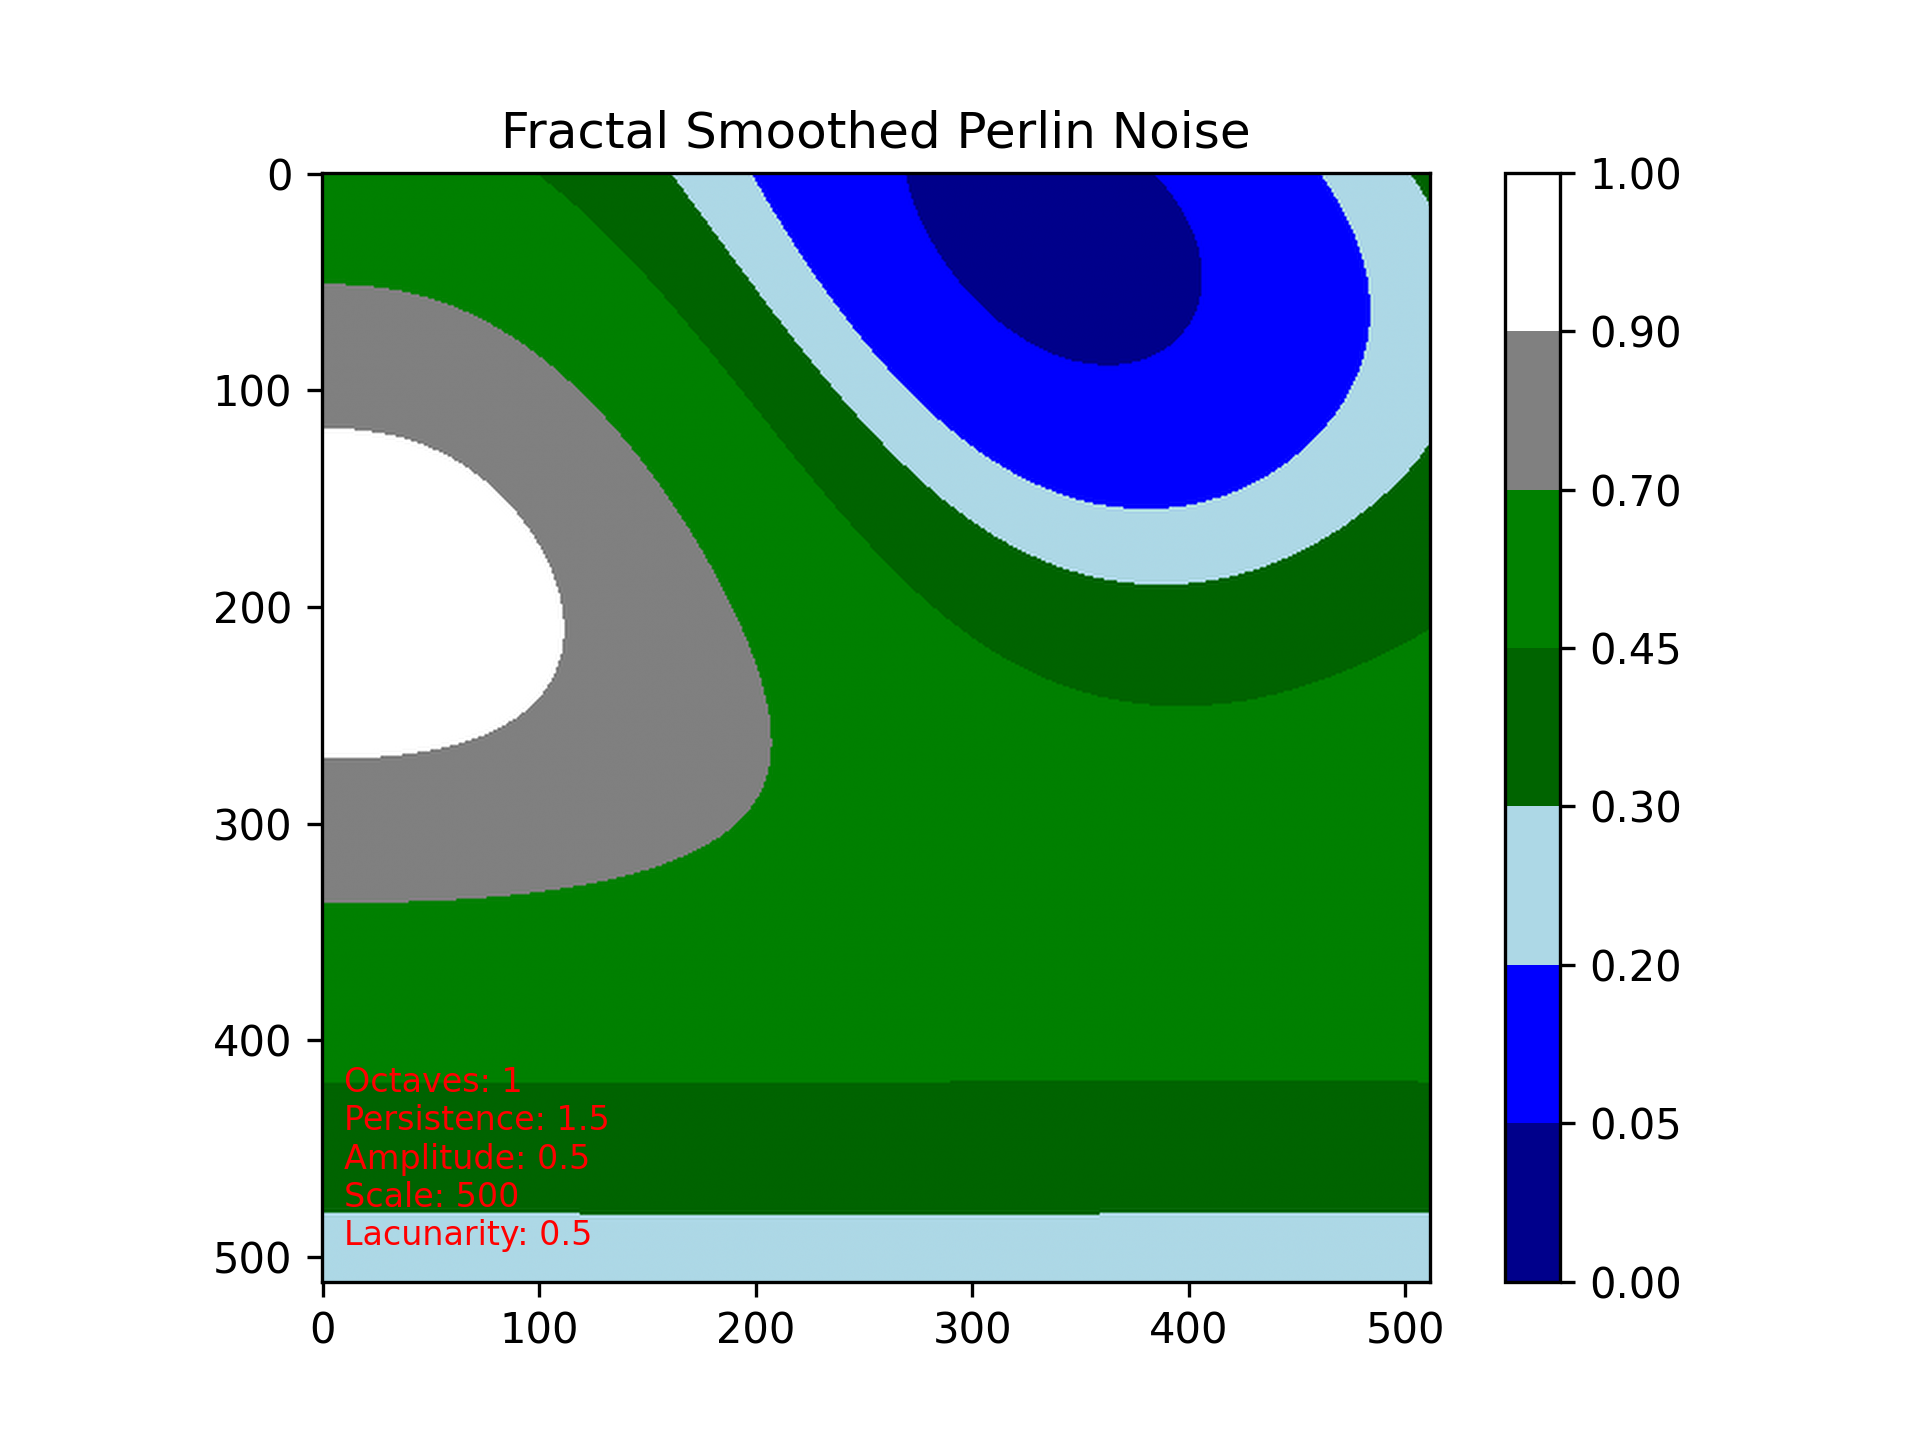 Fractal Smoothed Perlin Noise
0
100
200
300
400
500
Octaves: 1
Persistence: 1.5
Amplitude: 0.5
Scale: 500
Lacunarity: 0.5
0 100 200 300 400 500
1.00
0.90
0.70
0.45
0.30
0.20
0.05
0.00